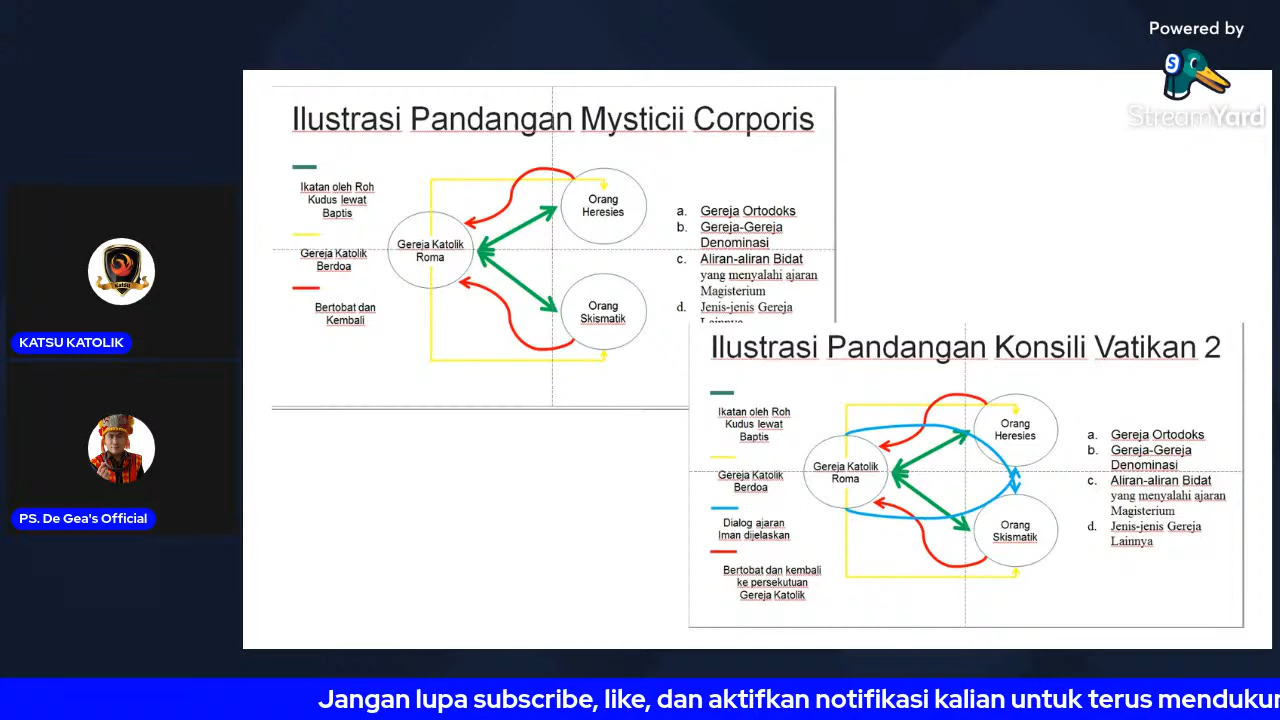 Powered by
StreamYard
Ilustrasi Pandangan Mysticii Corporis
Ikatan oleh Roh
Kudus lewat
Baptis
Gereja Katolik
Berdoa
Bertobat dan
Kembali
Gereja Katolik
Roma
Orang
Heresies
Orang
Skismatik
a. Gereja Ortodoks
b. Gereja-Gereja
Denominasi
c. Aliran-aliran Bidat
yang menyalahi ajaran
Magisterium
d. Jenis-jenis Gereja
Lainnya
Ilustrasi Pandangan Konsili Vatikan 2
Ikatan oleh Roh
Kudus lewat
Baptis
Gereja Katolik
Berdoa
Dialog ajaran
Iman dijelaskan
Bertobat dan kembali
ke persekutuan
Gereja Katolik
Gereja Katolik
Roma
Orang
Heresies
Orang
Skismatik
a. Gereja Ortodoks
b. Gereja-Gereja
Denominasi
c. Aliran-aliran Bidat
yang menyalahi ajaran
Magisterium
d. Jenis-jenis Gereja
Lainnya
KatSu
KATSU KATOLIK
PS. De Gea's Official
Jangan lupa subscribe, like, dan aktifkan notifikasi kalian untuk terus mendukun